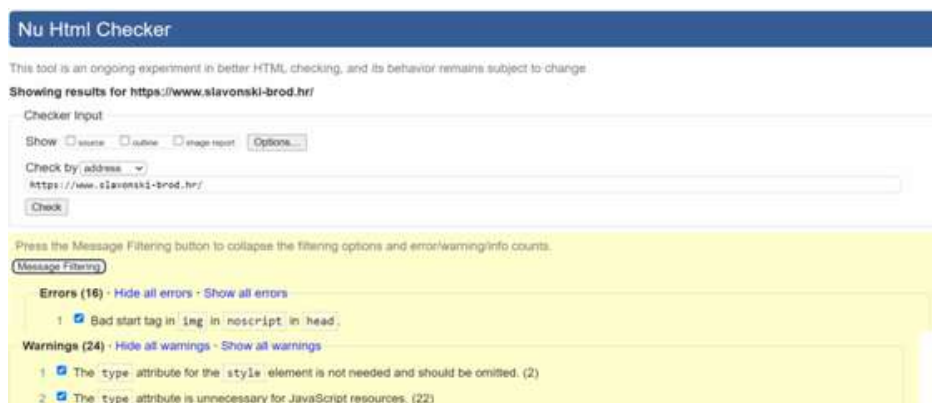 Nu Html Checker
This tool is an ongoing experiment in better HTML checking, and its behavior remains subject to change
Showing results for https://www.slavonski-brod.hr/
Checker Input
Show source outline image report Options...
Check by address
https://www.slavonski-brod.hr/
Check
Press the Message Filtering button to collapse the filtering options and error/warning/info counts.
Message Filtering
Errors (16) · Hide all errors · Show all errors
1 Bad start tag in img in noscript in head.
Warnings (24) · Hide all warnings · Show all warnings
1 The type attribute for the style element is not needed and should be omitted. (2)
2 The type attribute is unnecessary for JavaScript resources. (22)